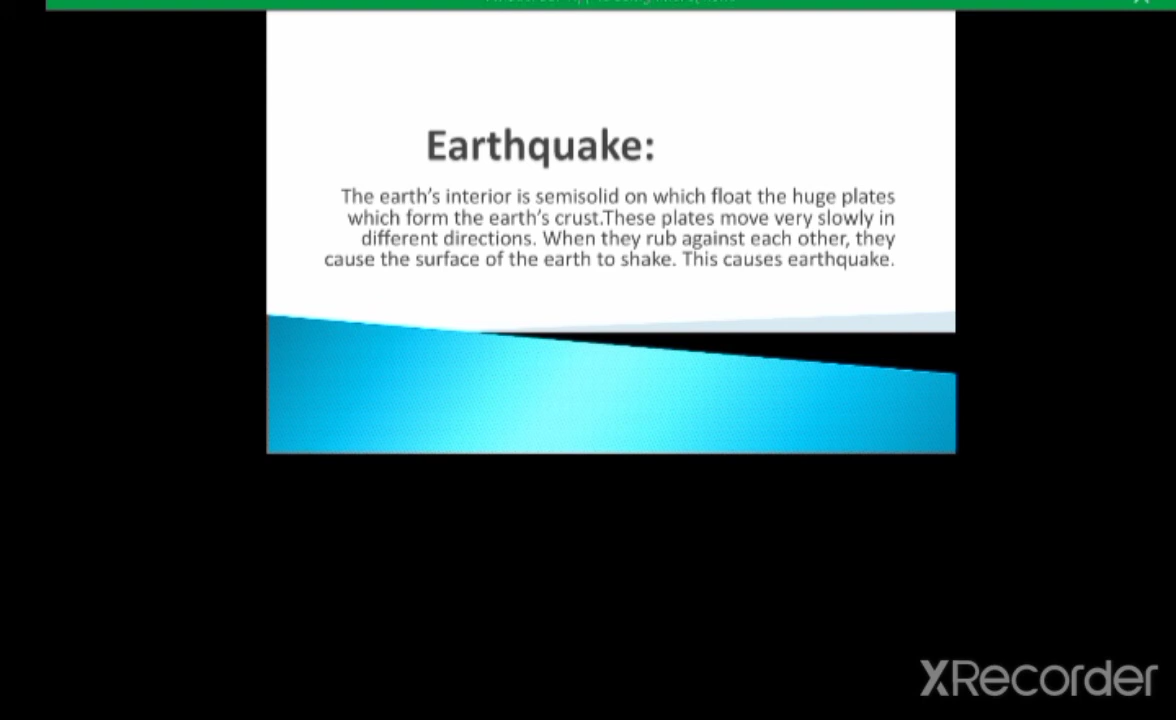 Earthquake:
The earth's interior is semisolid on which float the huge plates
which form the earth's crust.These plates move very slowly in
different directions. When they rub against each other, they
cause the surface of the earth to shake. This causes earthquake.
XRecorder